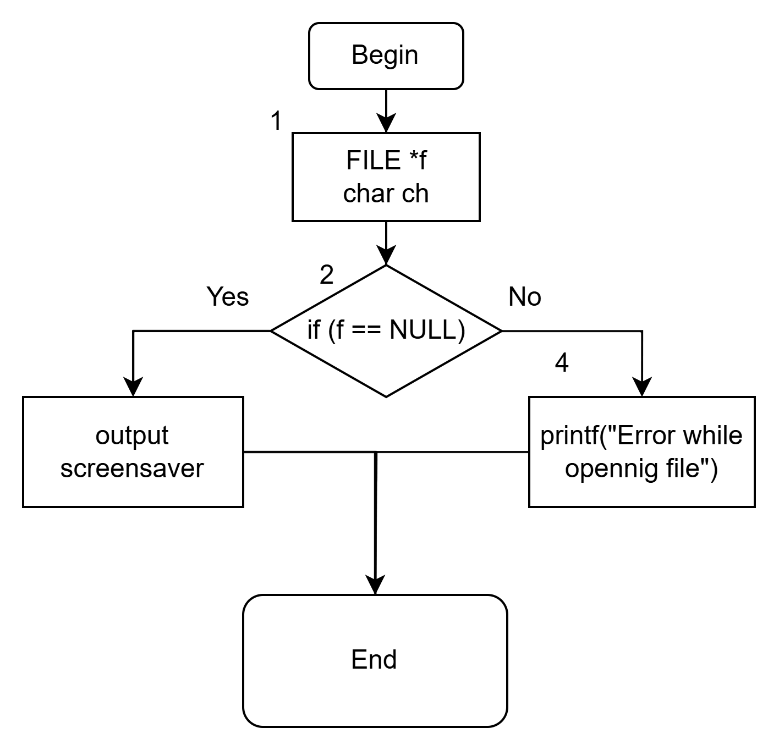 Begin
1
FILE *f
char ch
2
Yes
No
if (f == NULL)
4
output
screensaver
printf("Error while
opennig file")
End